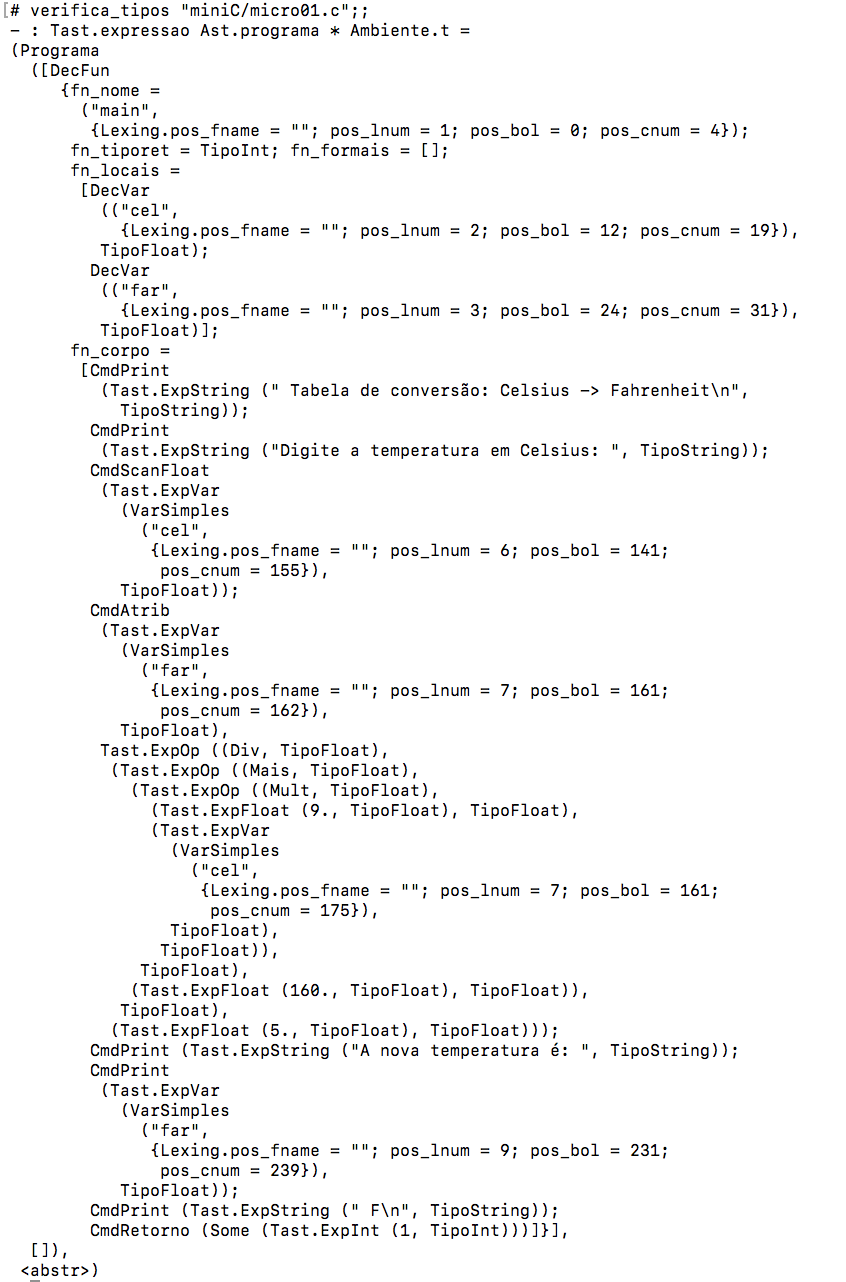 [# verifica_tipos "miniC/micro01.c";;
- : Tast.expressao Ast.programa * Ambiente.t =
(Programa
  ([DecFun
     {fn_nome =
       ("main",
        {Lexing.pos_fname = ""; pos_lnum = 1; pos_bol = 0; pos_cnum = 4});
      fn_tiporet = TipoInt; fn_formais = [];
      fn_locais =
       [DecVar
         (("cel",
           {Lexing.pos_fname = ""; pos_lnum = 2; pos_bol = 12; pos_cnum = 19}),
         TipoFloat);
        DecVar
         (("far",
           {Lexing.pos_fname = ""; pos_lnum = 3; pos_bol = 24; pos_cnum = 31}),
         TipoFloat)];
      fn_corpo =
       [CmdPrint
         (Tast.ExpString (" Tabela de conversão: Celsius -> Fahrenheit\n",
           TipoString));
        CmdPrint
         (Tast.ExpString ("Digite a temperatura em Celsius: ", TipoString));
        CmdScanFloat
         (Tast.ExpVar
           (VarSimples
             ("cel",
              {Lexing.pos_fname = ""; pos_lnum = 6; pos_bol = 141;
               pos_cnum = 155}),
           TipoFloat));
        CmdAtrib
         (Tast.ExpVar
           (VarSimples
             ("far",
              {Lexing.pos_fname = ""; pos_lnum = 7; pos_bol = 161;
               pos_cnum = 162}),
           TipoFloat),
         Tast.ExpOp ((Div, TipoFloat),
          (Tast.ExpOp ((Mais, TipoFloat),
            (Tast.ExpOp ((Mult, TipoFloat),
              (Tast.ExpFloat (9., TipoFloat), TipoFloat),
              (Tast.ExpVar
                (VarSimples
                  ("cel",
                   {Lexing.pos_fname = ""; pos_lnum = 7; pos_bol = 161;
                    pos_cnum = 175}),
                TipoFloat),
               TipoFloat)),
             TipoFloat),
            (Tast.ExpFloat (160., TipoFloat), TipoFloat)),
           TipoFloat),
          (Tast.ExpFloat (5., TipoFloat), TipoFloat)));
        CmdPrint (Tast.ExpString ("A nova temperatura é: ", TipoString));
        CmdPrint
         (Tast.ExpVar
           (VarSimples
             ("far",
              {Lexing.pos_fname = ""; pos_lnum = 9; pos_bol = 231;
               pos_cnum = 239}),
           TipoFloat));
        CmdPrint (Tast.ExpString (" F\n", TipoString));
        CmdRetorno (Some (Tast.ExpInt (1, TipoInt)))]}],
  []),
 <abstr>)